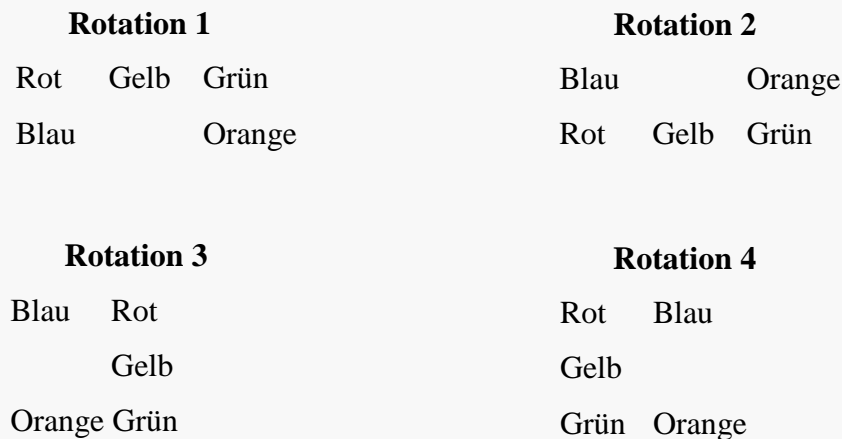 Rotation 1
Rot Gelb Grün
Blau Orange
Rotation 2
Blau Orange
Rot Gelb Grün
Rotation 3
Blau Rot
Gelb
Orange Grün
Rotation 4
Rot Blau
Gelb
Grün Orange